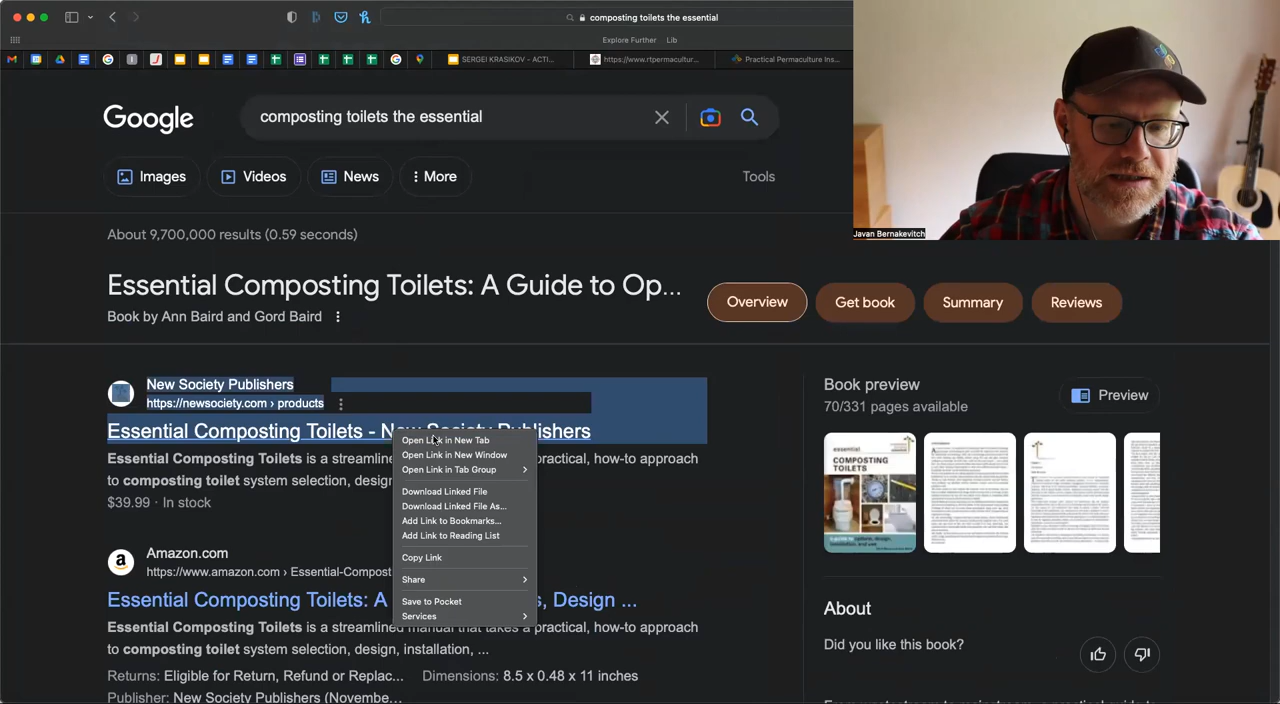 composting toilets the essential
Explore Further Lib
SERGEI KRASIKOV - ACTI...
https://www.rtpermacultur...
Practical Permaculture Ins...
Google
composting toilets the essential
Images
Videos
News
More
Tools
Javan Bernakevitch
About 9,700,000 results (0.59 seconds)
Essential Composting Toilets: A Guide to Op...
Book by Ann Baird and Gord Baird
Overview
Get book
Summary
Reviews
New Society Publishers
https://newsociety.com › products
Essential Composting Toilets - New Society Publishers
Essential Composting Toilets is a streamline practical, how-to approach
to composting toilet system selection, desig
$39.99 · In stock
Open Link in New Tab
Open Link in New Window
Open Link in Tab Group
Download Linked File
Download Linked File As...
Add Link to Bookmarks...
Add Link to Reading List
Copy Link
Share
Save to Pocket
Services
Amazon.com
https://www.amazon.com › Essential-Compost
Essential Composting Toilets: A s, Design ...
Essential Composting Toilets is a streamlined manual that takes a practical, how-to approach
to composting toilet system selection, design, installation, ...
Returns: Eligible for Return, Refund or Replac... Dimensions: 8.5 x 0.48 x 11 inches
Publisher: New Society Publishers (Novembe...
Book preview
70/331 pages available
Preview
essential
COMPOSTING
TOILETS
About
Did you like this book?